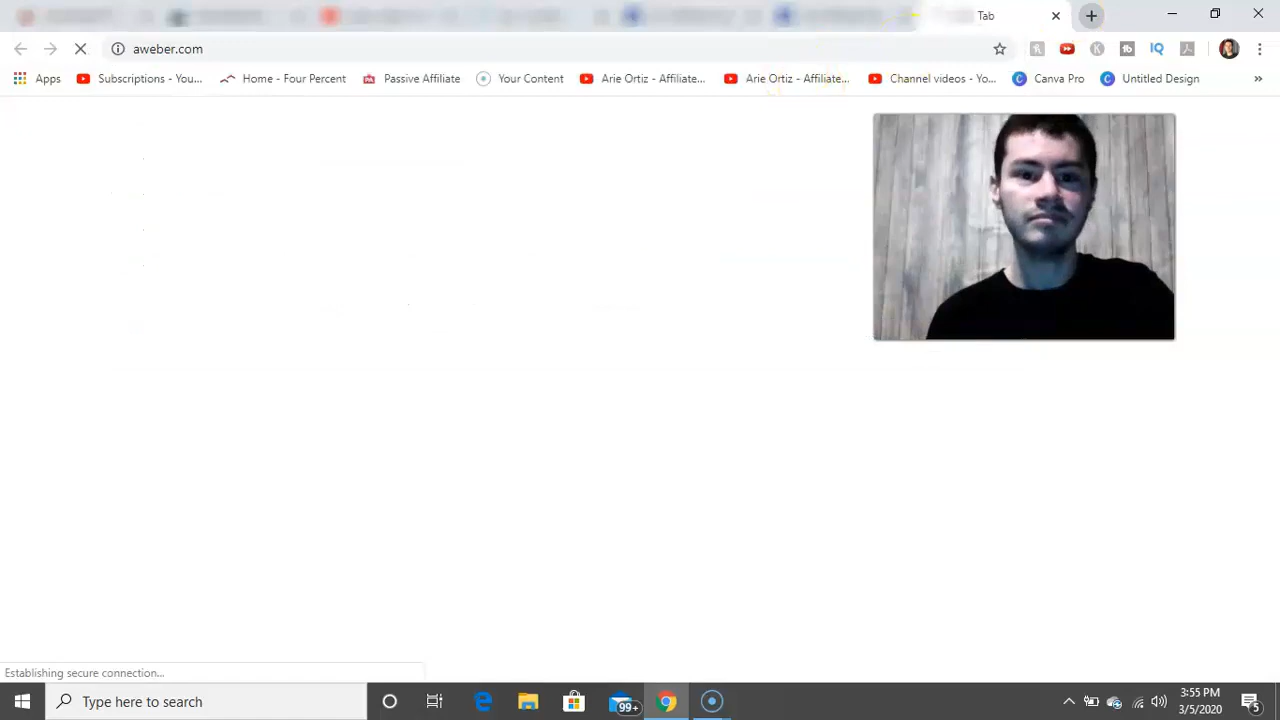 Tab
aweber.com
Apps
Subscriptions - You...
Home - Four Percent
Passive Affiliate
Your Content
Arie Ortiz - Affiliate...
Arie Ortiz - Affiliate...
Channel videos - Yo...
Canva Pro
Untitled Design
»
Establishing secure connection...
Type here to search
99+
3:55 PM
3/5/2020
5